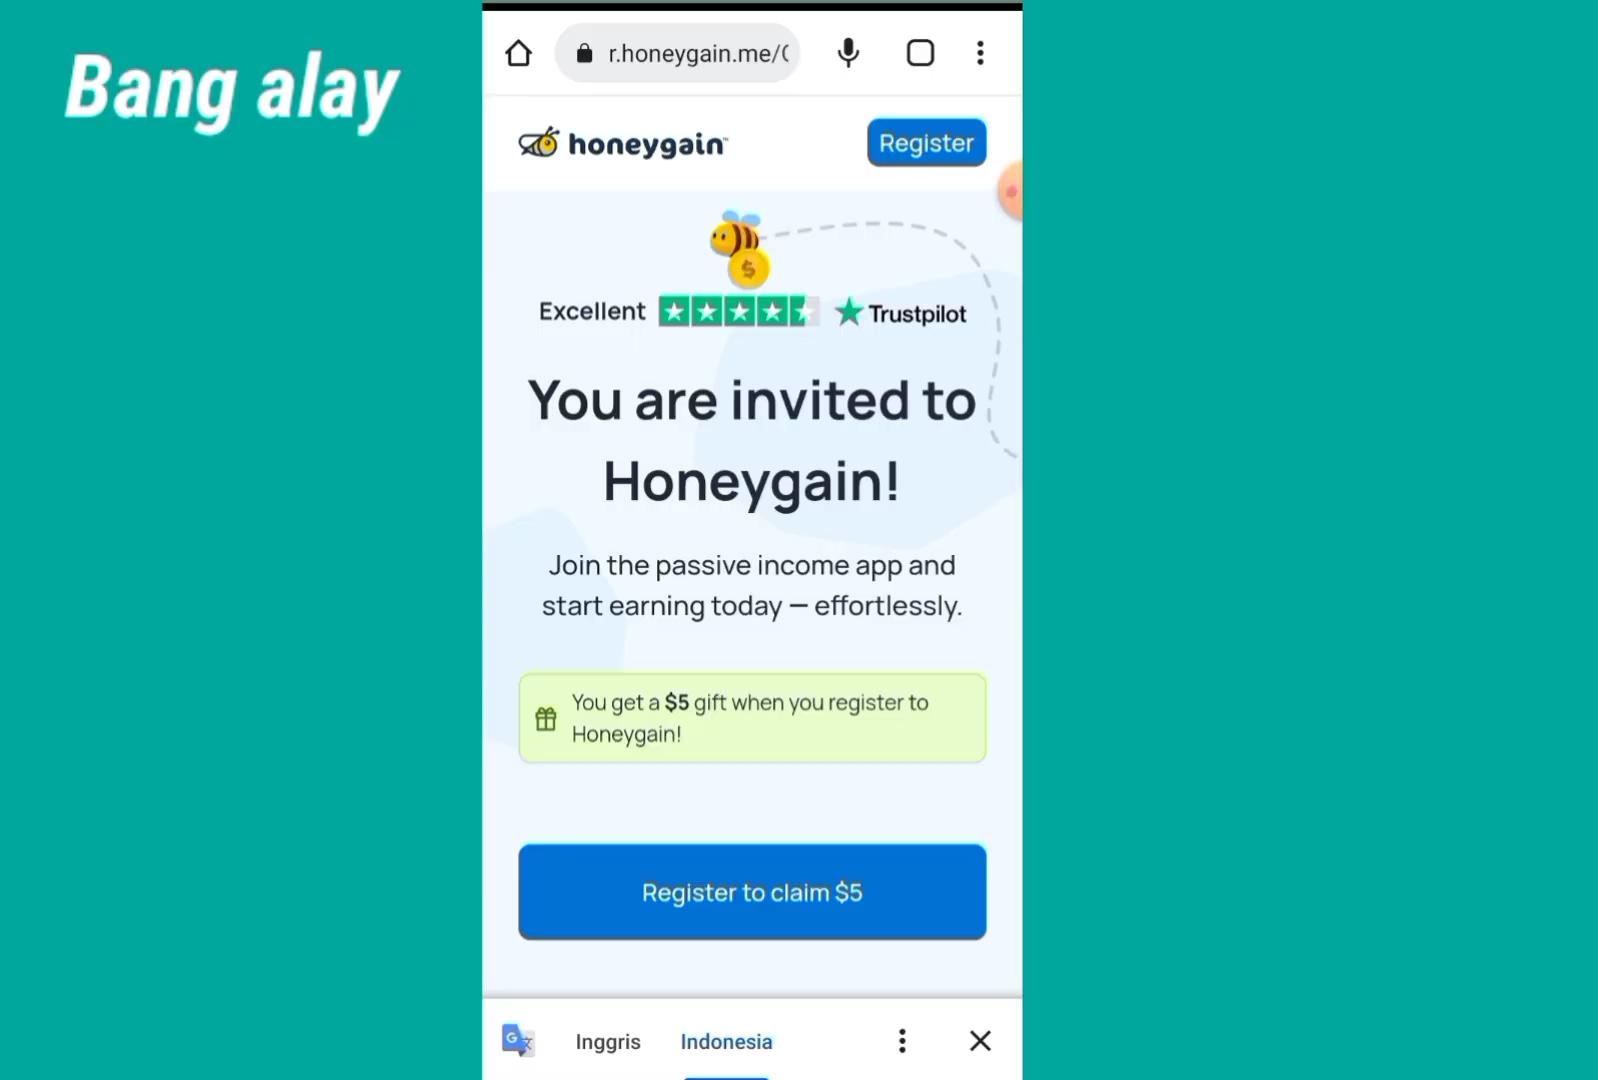 Bang alay
r.honeygain.me/
honeygain
Register
Excellent
Trustpilot
You are invited to
Honeygain!
Join the passive income app and
start earning today — effortlessly.
You get a $5 gift when you register to
Honeygain!
Register to claim $5
Inggris Indonesia